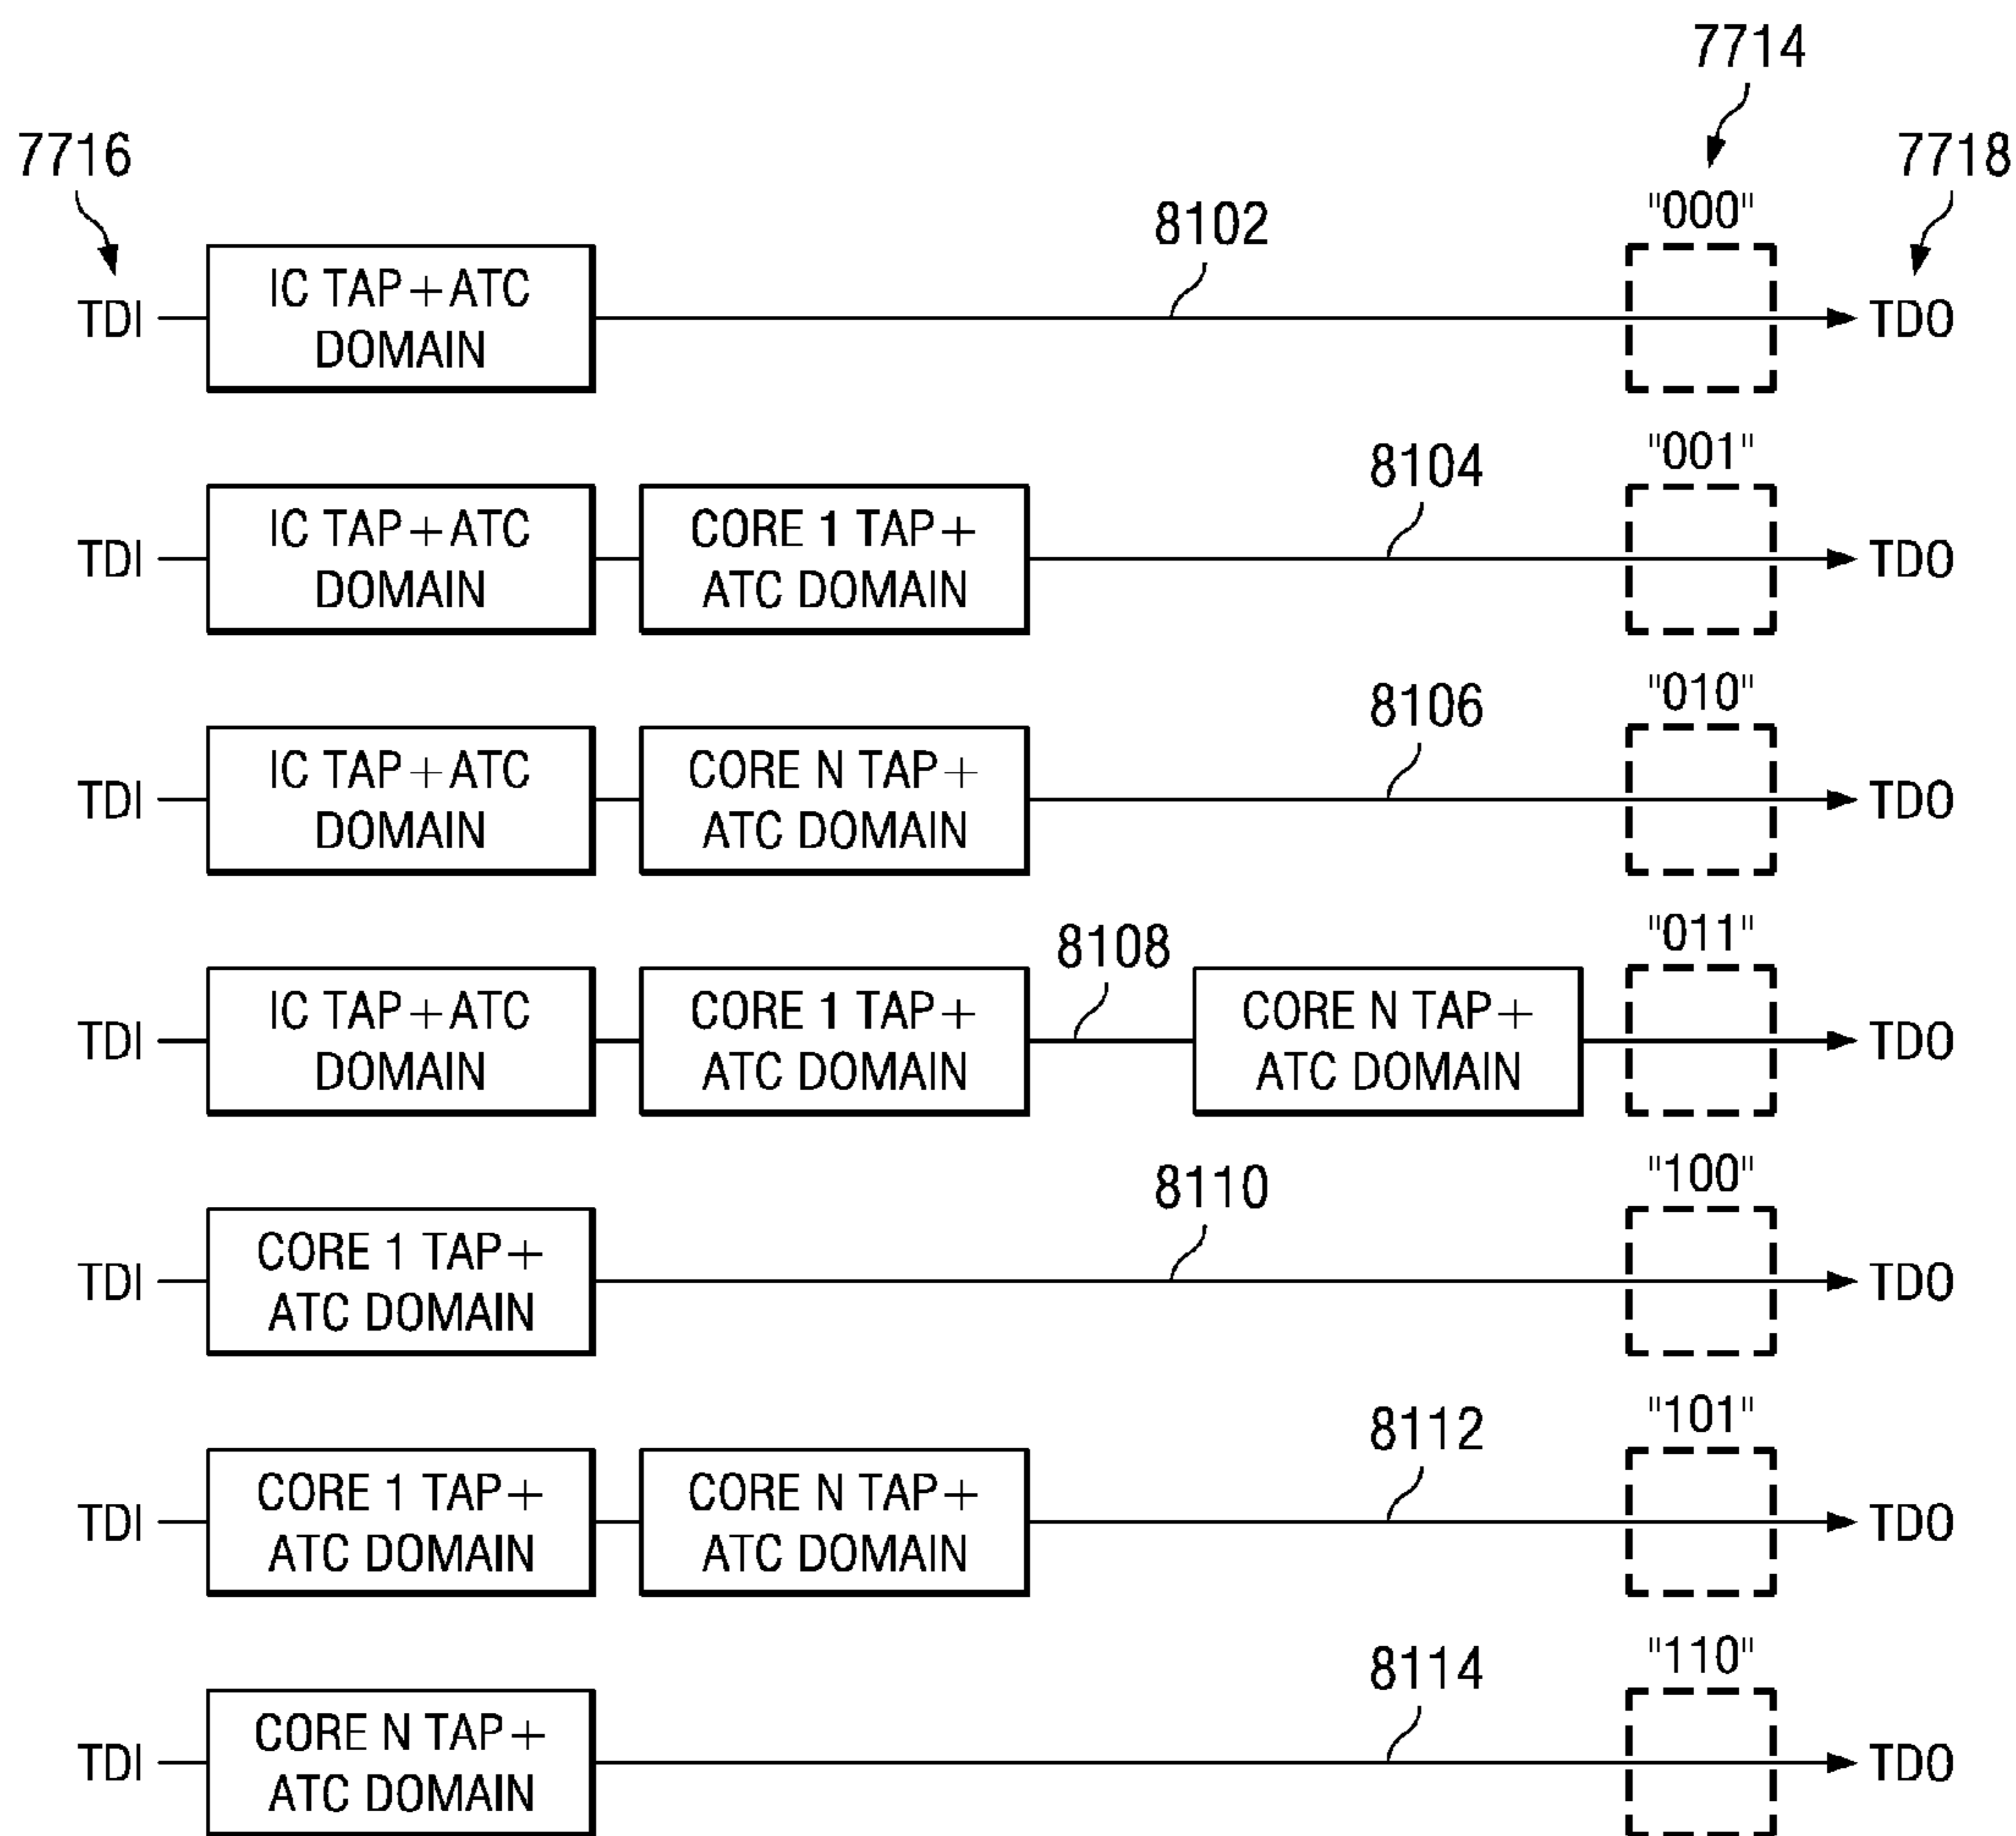 7714
7716
7718
8102
"000"
TDI
IC TAP+ATC
DOMAIN
TDO
8104
"001"
TDI
IC TAP+ATC
DOMAIN
CORE 1 TAP+
ATC DOMAIN
TDO
8106
"010"
TDI
IC TAP+ATC
DOMAIN
CORE N TAP+
ATC DOMAIN
TDO
8108
"011"
TDI
IC TAP+ATC
DOMAIN
CORE 1 TAP+
ATC DOMAIN
CORE N TAP+
ATC DOMAIN
TDO
8110
"100"
TDI
CORE 1 TAP+
ATC DOMAIN
TDO
8112
"101"
TDI
CORE 1 TAP+
ATC DOMAIN
CORE N TAP+
ATC DOMAIN
TDO
8114
"110"
TDI
CORE N TAP+
ATC DOMAIN
TDO